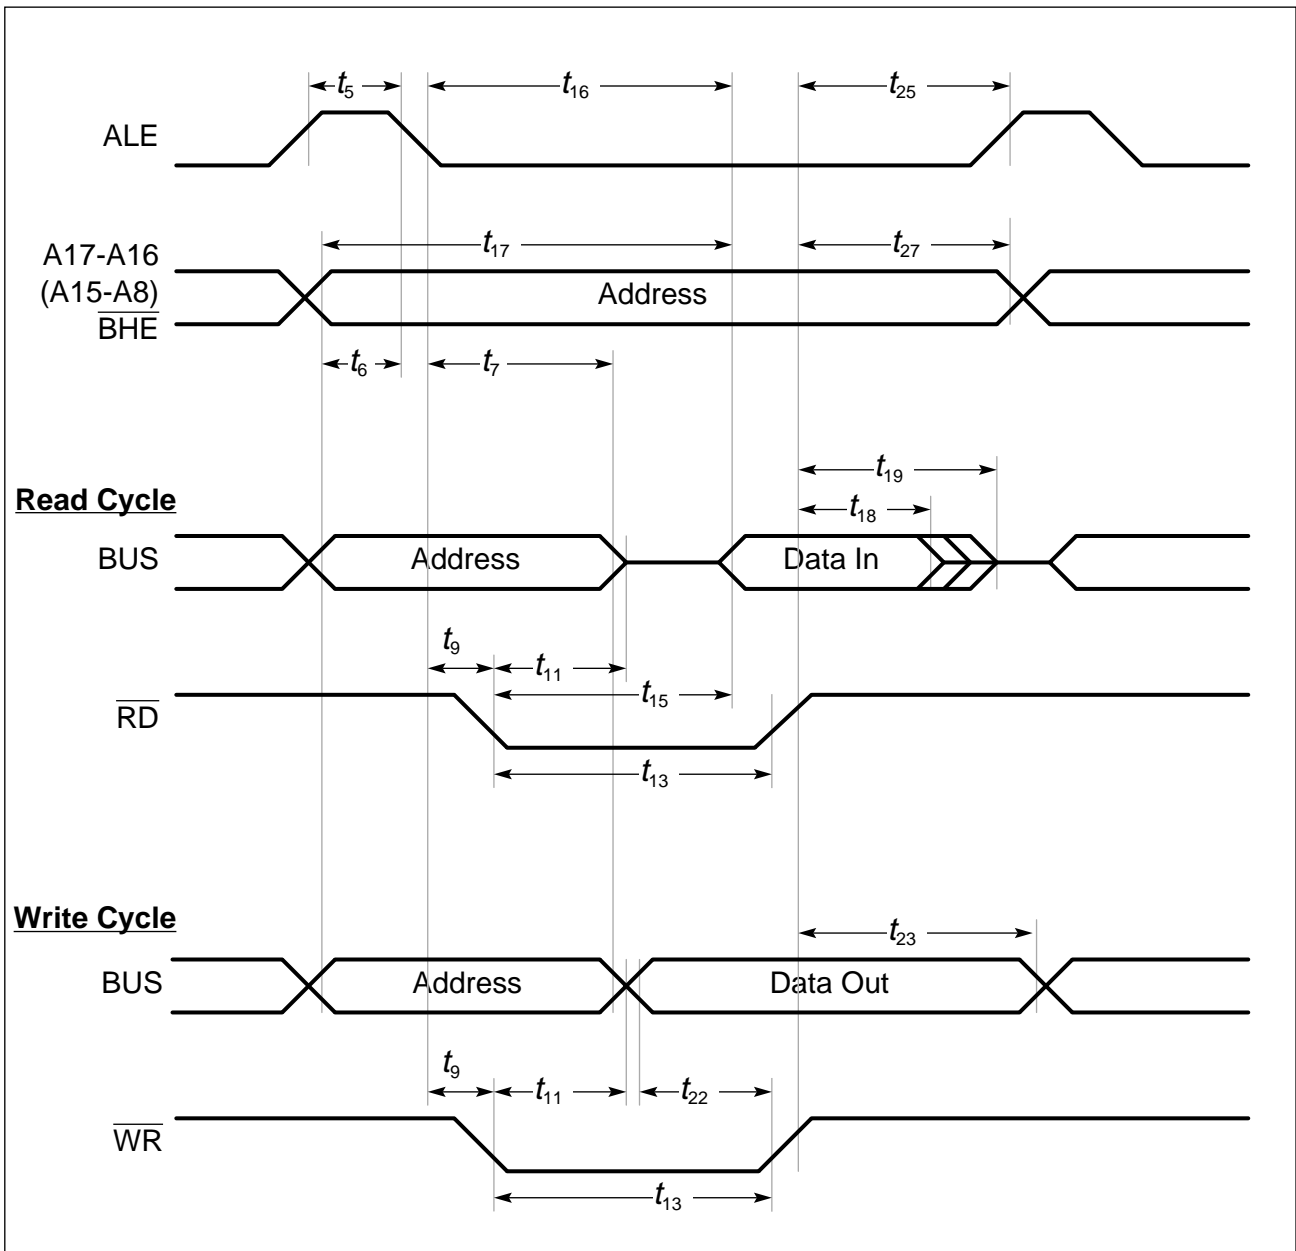 t5 t16 t25
ALE
t17 t27
A17-A16
(A15-A8)
BHE
Address
t6 t7
t19
Read Cycle
t18
BUS
Address
Data In
t9 t11
t15
RD
t13
Write Cycle
t23
BUS
Address
Data Out
t9 t11 t22
WR
t13